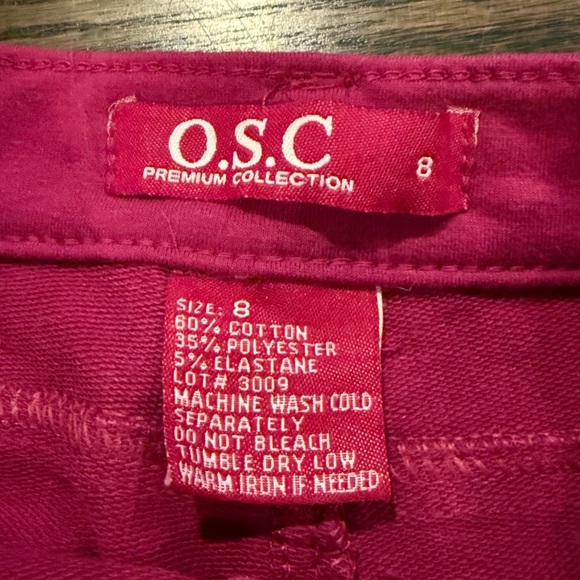 O.S.C
PREMIUM COLLECTION
8
SIZE: 8
60% COTTON
35% POLYESTER
5% ELASTANE
LOT# 3009
MACHINE WASH COLD
SEPARATELY
DO NOT BLEACH
TUMBLE DRY LOW
WARM IRON IF NEEDED